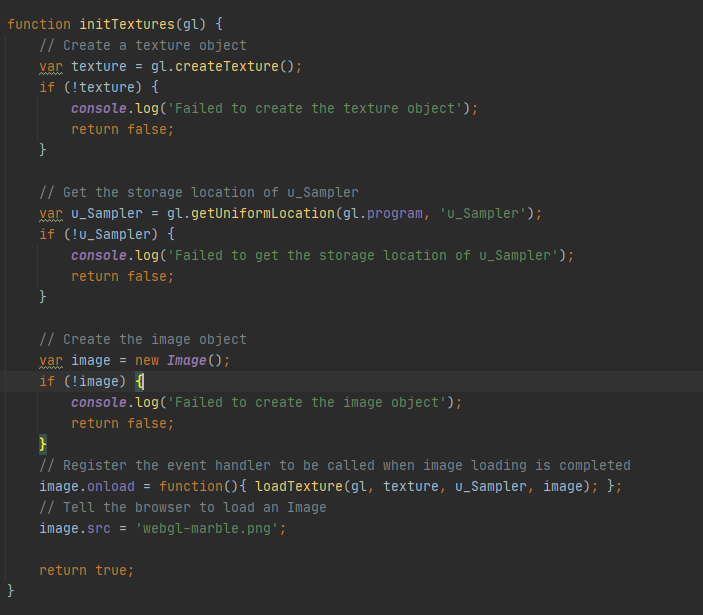 function initTextures(gl) {
    // Create a texture object
    var texture = gl.createTexture();
    if (!texture) {
        console.log('Failed to create the texture object');
        return false;
    }
    // Get the storage location of u_Sampler
    var u_Sampler = gl.getUniformLocation(gl.program, 'u_Sampler');
    if (!u_Sampler) {
        console.log('Failed to get the storage location of u_Sampler');
        return false;
    }
    // Create the image object
    var image = new Image();
    if (!image) {
        console.log('Failed to create the image object');
        return false;
    }
    // Register the event handler to be called when image loading is completed
    image.onload = function(){ loadTexture(gl, texture, u_Sampler, image); };
    // Tell the browser to load an Image
    image.src = 'webgl-marble.png';
    return true;
}